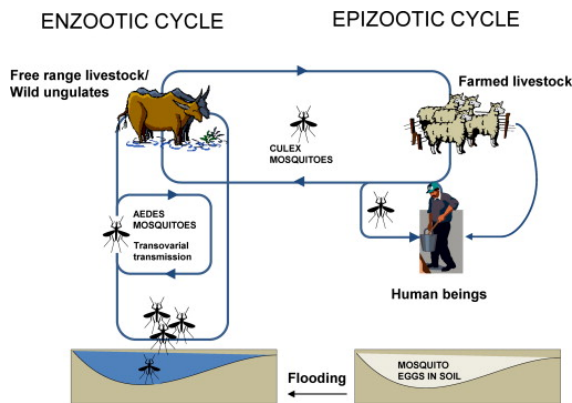 ENZOOTIC CYCLE
EPIZOOTIC CYCLE
Free range livestock/
Wild ungulates
Farmed livestock
CULEX
MOSQUITOES
AEDES
MOSQUITOES
Transovarial
transmission
Human beings
Flooding
MOSQUITO
EGGS IN SOIL